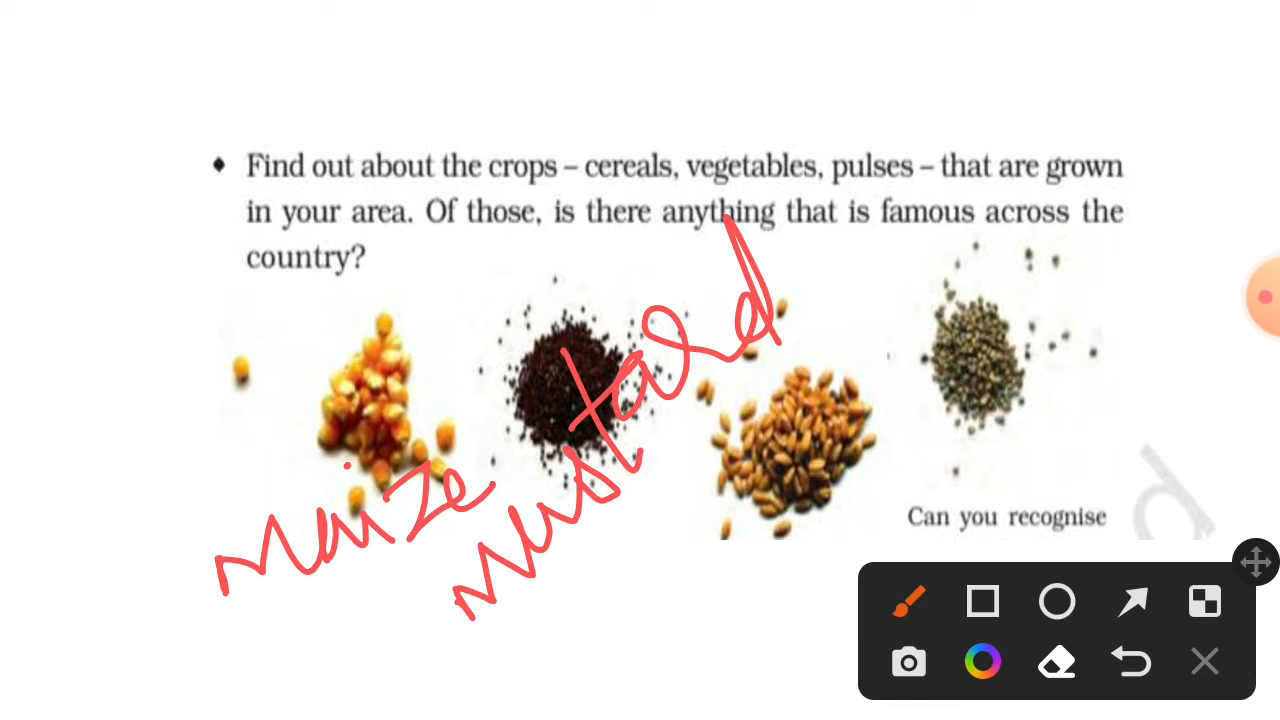 ♦ Find out about the crops – cereals, vegetables, pulses – that are grown
in your area. Of those, is there anything that is famous across the
country?
Maize
Mustard
Can you recognise
d